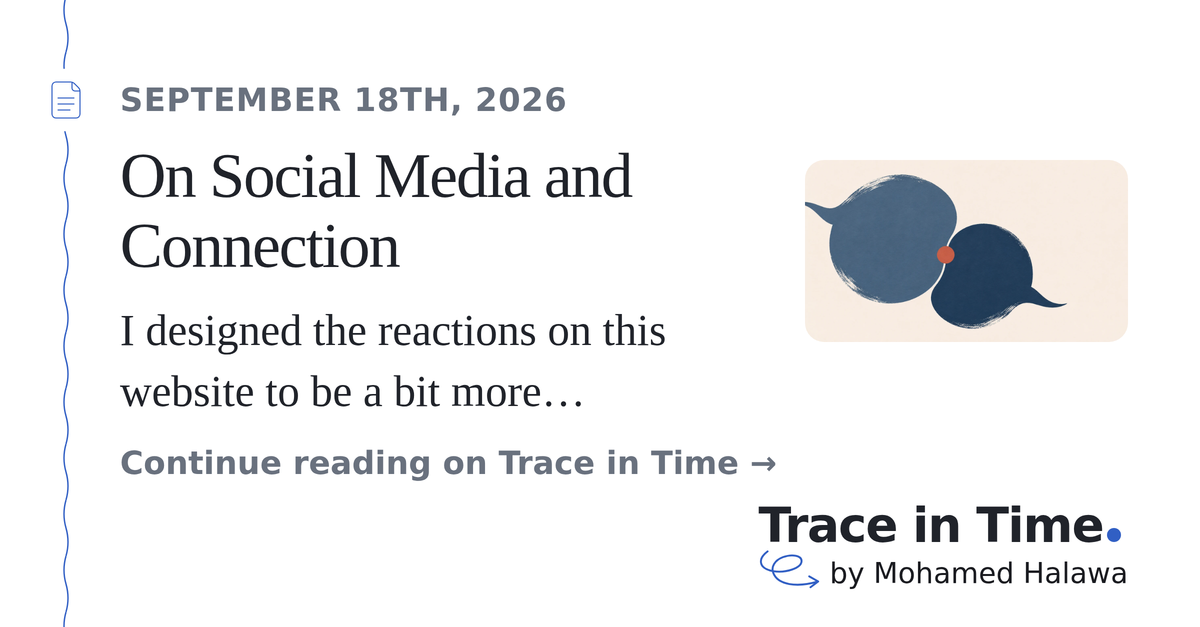 SEPTEMBER 18TH, 2026
On Social Media and
Connection
I designed the reactions on this
website to be a bit more…
Continue reading on Trace in Time →
Trace in Time.
by Mohamed Halawa